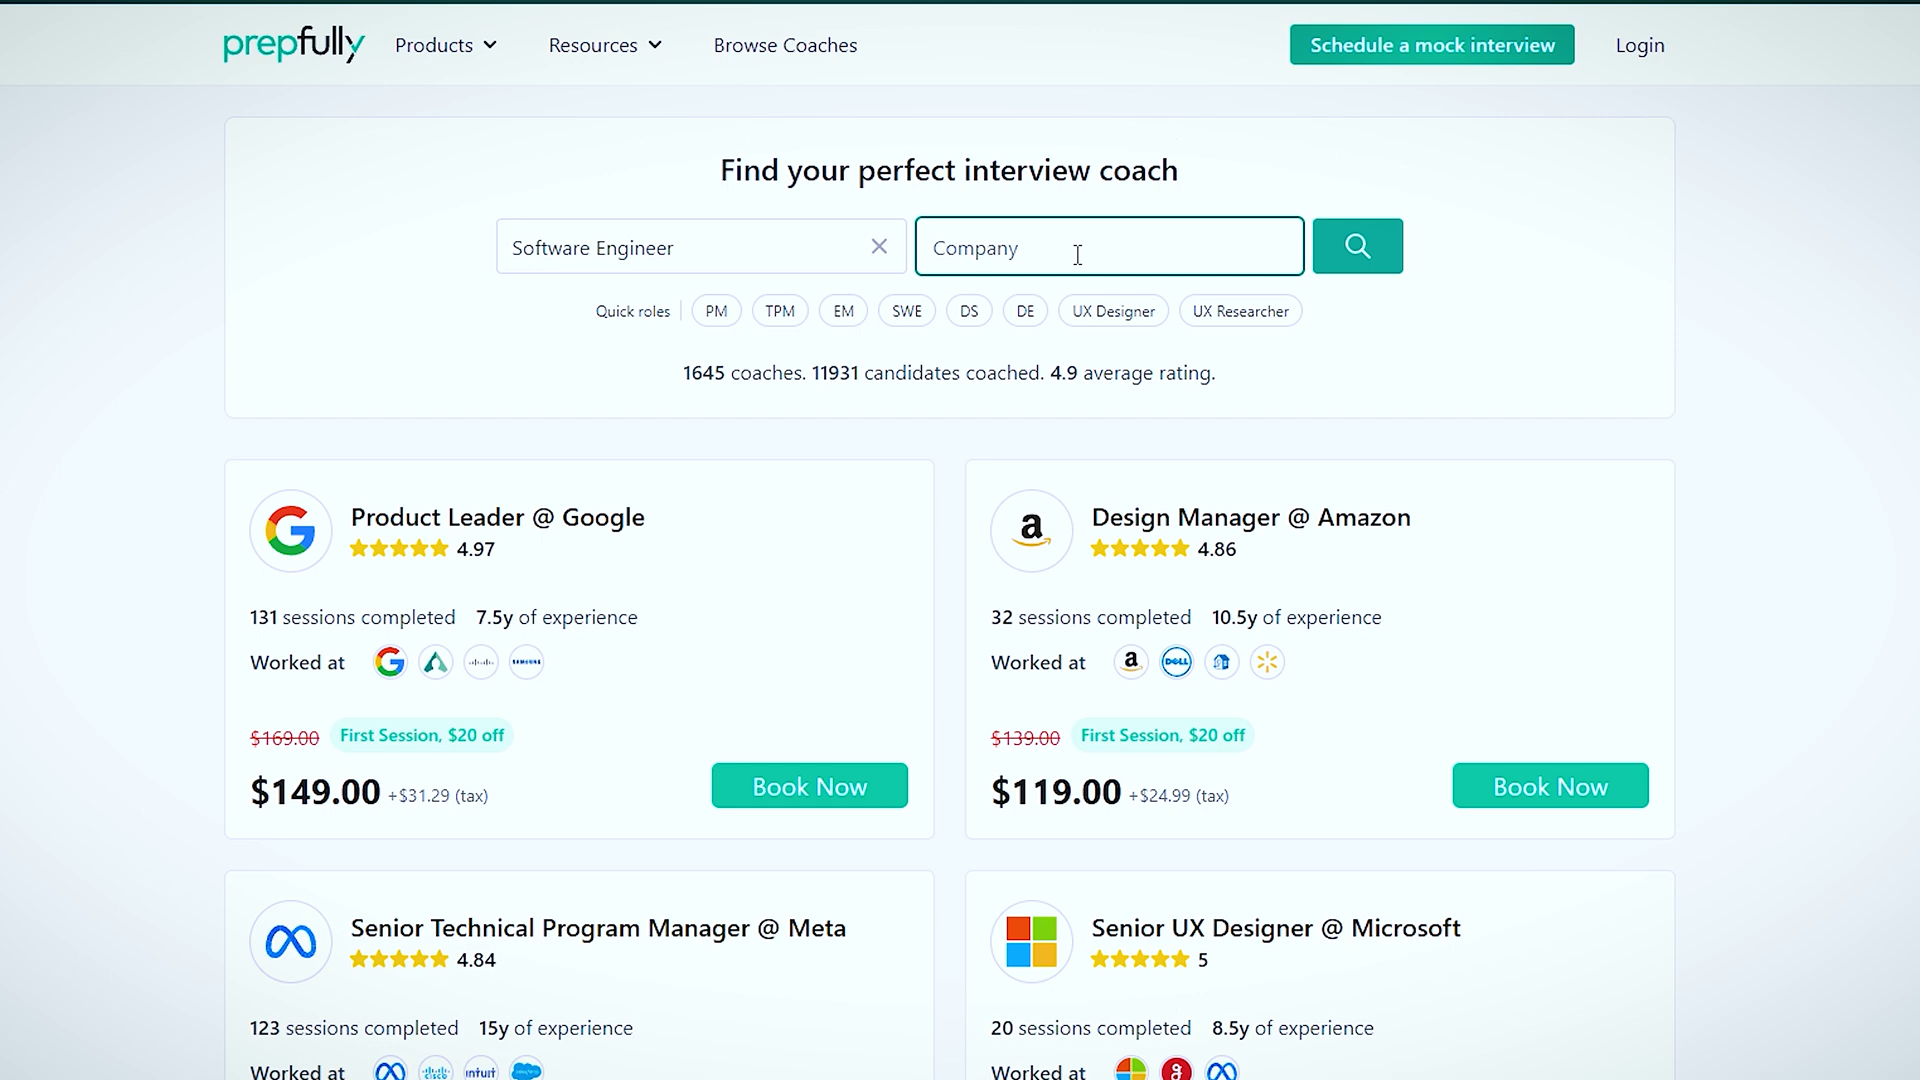 prepfully Products Resources Browse Coaches Schedule a mock interview Login
Find your perfect interview coach
Software Engineer Company
Quick roles PM TPM EM SWE DS DE UX Designer UX Researcher
1645 coaches. 11931 candidates coached. 4.9 average rating.
Product Leader @ Google
4.97
131 sessions completed 7.5y of experience
Worked at SAMSUNG
$169.00 First Session, $20 off
$149.00 +$31.29 (tax)
Book Now
Design Manager @ Amazon
4.86
32 sessions completed 10.5y of experience
Worked at a DELL
$139.00 First Session, $20 off
$119.00 +$24.99 (tax)
Book Now
Senior Technical Program Manager @ Meta
4.84
123 sessions completed 15y of experience
Worked at cisco intuit
Senior UX Designer @ Microsoft
5
20 sessions completed 8.5y of experience
Worked at